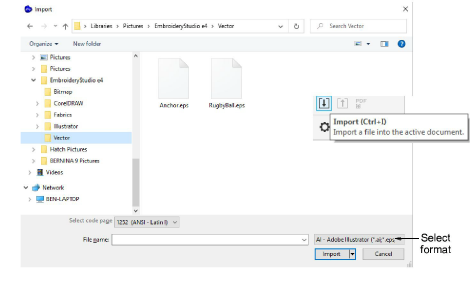 Import
Libraries > Pictures > EmbroideryStudio e4 > Vector
Search Vector
Organize
New folder
Pictures
Pictures
EmbroideryStudio e4
Bitmap
CorelDRAW
Fabrics
Illustrator
Vector
Hatch Pictures
BERNINA 9 Pictures
Videos
Network
BEN-LAPTOP
Anchor.eps
RugbyBall.eps
PDF
Import (Ctrl+I)
Import a file into the active document.
Select code page
1252 (ANSI - Latin I)
File name:
AI - Adobe Illustrator (*.ai;*.eps
Import
Cancel
Select
format